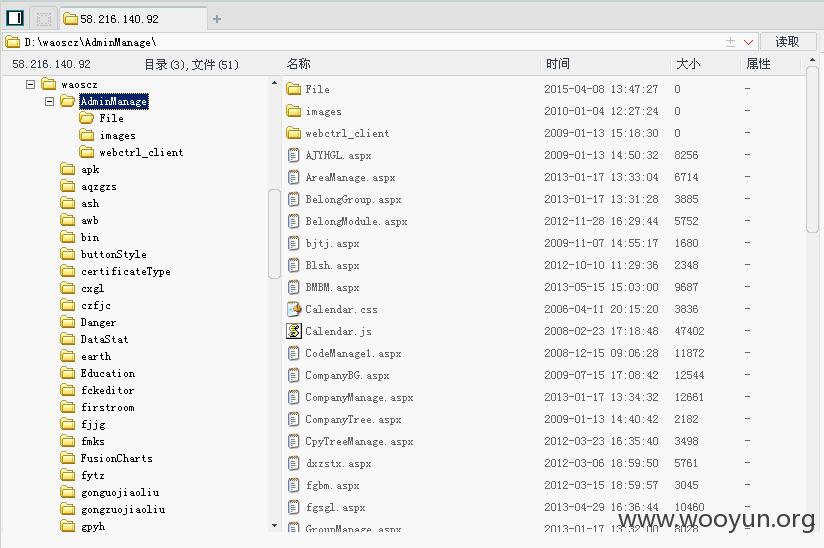 58.216.140.92
D:\waoscz\AdminManage\
读取
58.216.140.92 目录(3),文件(51)
名称 时间 大小 属性
waoscz
AdminManage
File
images
webctrl_client
apk
aqzgzs
ash
awb
bin
buttonStyle
certificateType
cxgl
czfjc
Danger
DataStat
earth
Education
fckeditor
firstroom
fjjg
fmks
FusionCharts
fytz
gonguojiaoliu
gongzuojiaoliu
gpyh
File 2015-04-08 13:47:27 0 -
images 2010-01-04 12:27:24 0 -
webctrl_client 2009-01-13 15:18:30 0 -
AJYHGL.aspx 2009-01-13 14:50:32 8256 -
AreaManage.aspx 2013-01-17 13:33:04 6714 -
BelongGroup.aspx 2013-01-17 13:31:28 3885 -
BelongModule.aspx 2012-11-28 16:29:44 5752 -
bjtj.aspx 2009-11-07 14:55:17 1680 -
Blsh.aspx 2012-10-10 11:29:36 2348 -
BMBM.aspx 2013-05-15 15:03:00 9687 -
Calendar.css 2006-04-11 20:15:20 3836 -
Calendar.js 2008-02-23 17:18:48 47402 -
CodeManage1.aspx 2008-12-15 09:06:28 11872 -
CompanyBG.aspx 2009-07-15 17:08:42 12544 -
CompanyManage.aspx 2013-01-17 13:34:32 12661 -
CompanyTree.aspx 2009-01-13 14:40:42 2182 -
CpyTreeManage.aspx 2012-03-23 16:35:40 3498 -
dxzstx.aspx 2012-03-06 18:59:50 5761 -
fgbm.aspx 2012-03-15 18:59:57 3045 -
fgsgl.aspx 2013-04-29 16:36:44 10460 -
GroupManage.aspx 2013-01-17 13:32:00 8028 -
www.wooyun.org